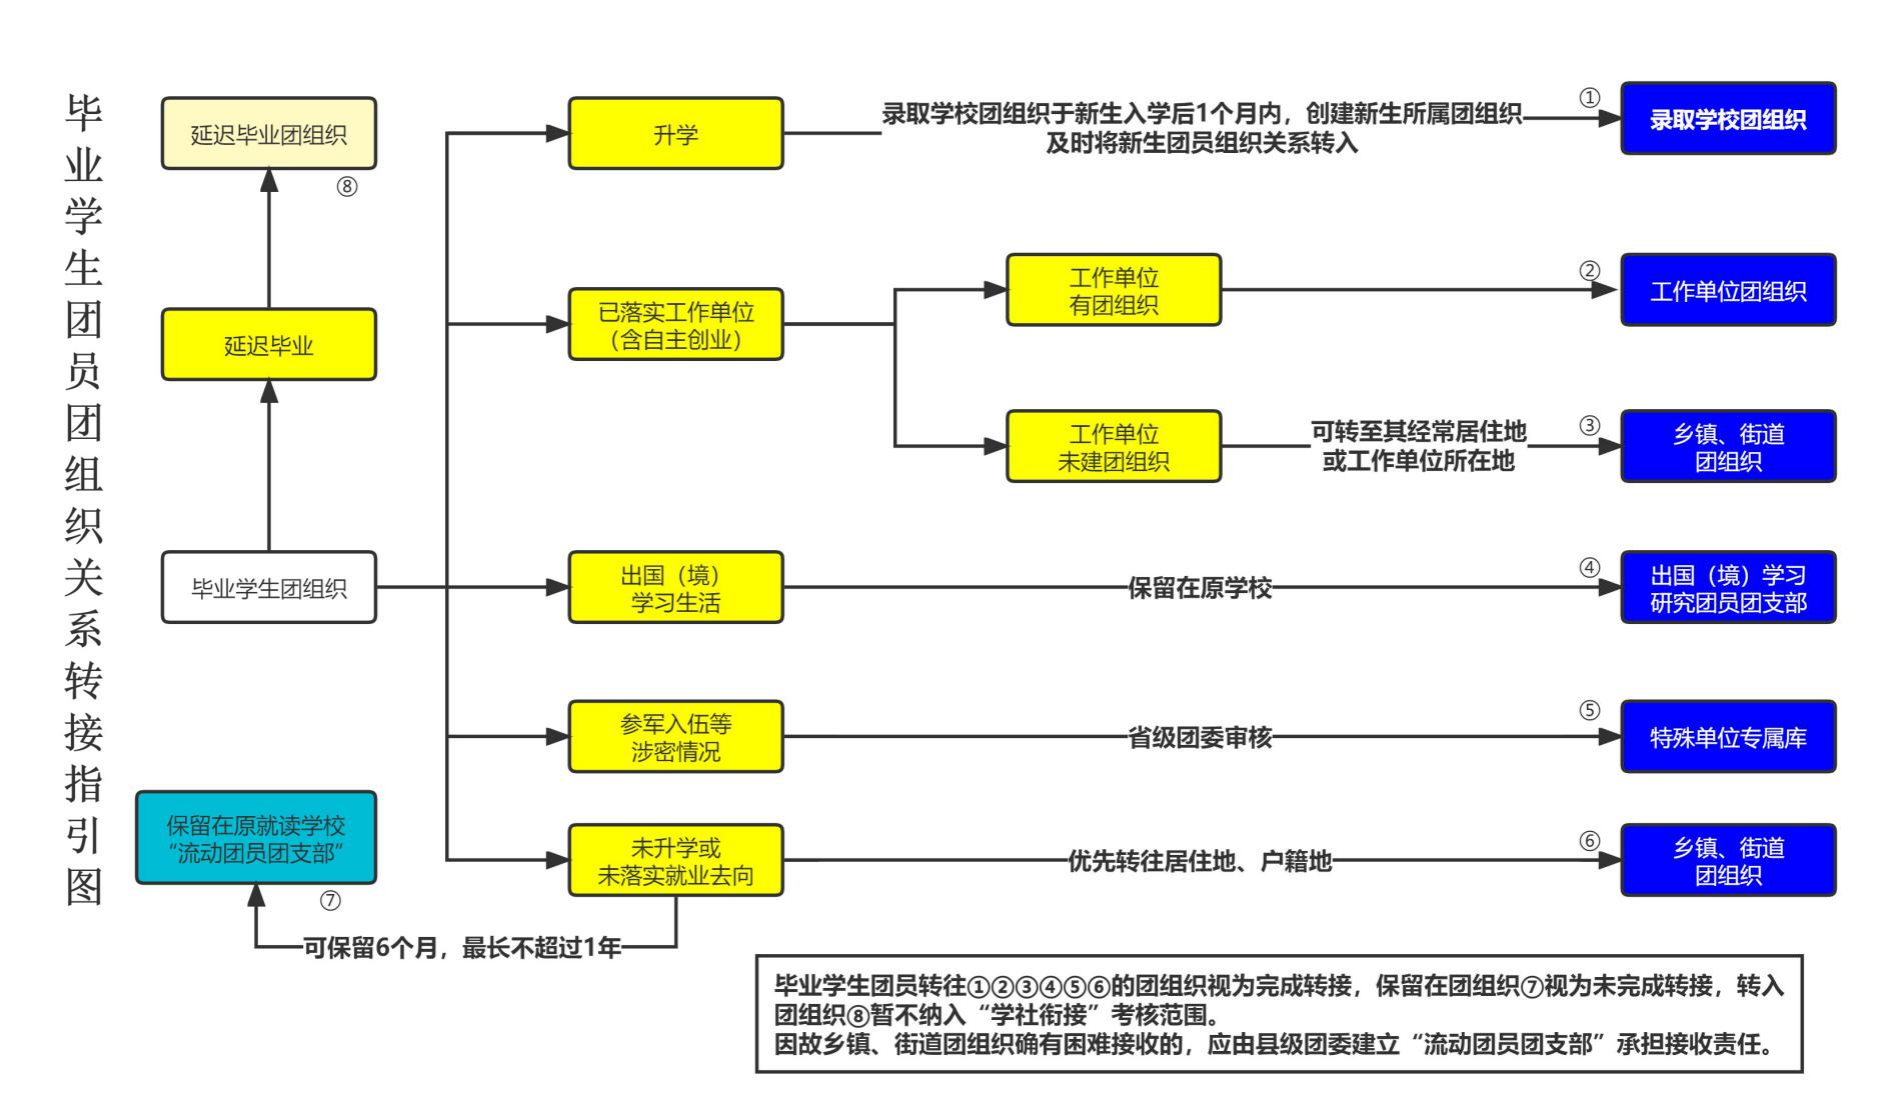 毕业学生团员团组织关系转接指引图
延迟毕业团组织
⑧
延迟毕业
毕业学生团组织
保留在原就读学校
“流动团员团支部”
⑦
可保留6个月，最长不超过1年
升学
录取学校团组织于新生入学后1个月内，创建新生所属团组织
及时将新生团员组织关系转入
①
录取学校团组织
已落实工作单位
（含自主创业）
工作单位
有团组织
②
工作单位团组织
工作单位
未建团组织
可转至其经常居住地
或工作单位所在地
③
乡镇、街道
团组织
出国（境）
学习生活
保留在原学校
④
出国（境）学习
研究团员团支部
参军入伍等
涉密情况
省级团委审核
⑤
特殊单位专属库
未升学或
未落实就业去向
优先转往居住地、户籍地
⑥
乡镇、街道
团组织
毕业学生团员转往①②③④⑤⑥的团组织视为完成转接，保留在团组织⑦视为未完成转接，转入
团组织⑧暂不纳入“学社衔接”考核范围。
因故乡镇、街道团组织确有困难接收的，应由县级团委建立“流动团员团支部”承担接收责任。